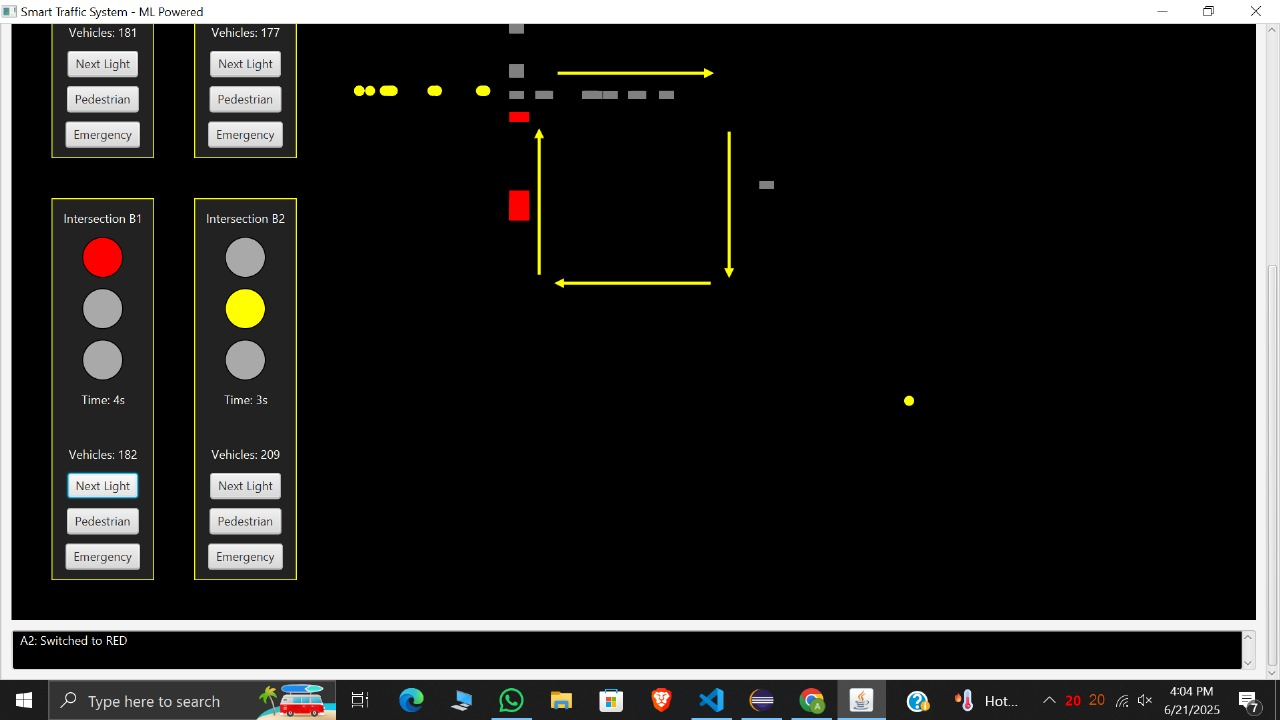 Smart Traffic System - ML Powered
Vehicles: 181
Vehicles: 177
Next Light
Next Light
Pedestrian
Pedestrian
Emergency
Emergency
Intersection B1
Intersection B2
Time: 4s
Time: 3s
Vehicles: 182
Vehicles: 209
Next Light
Next Light
Pedestrian
Pedestrian
Emergency
Emergency
A2: Switched to RED
Type here to search
Hot...
20
20
4:04 PM
6/21/2025
7